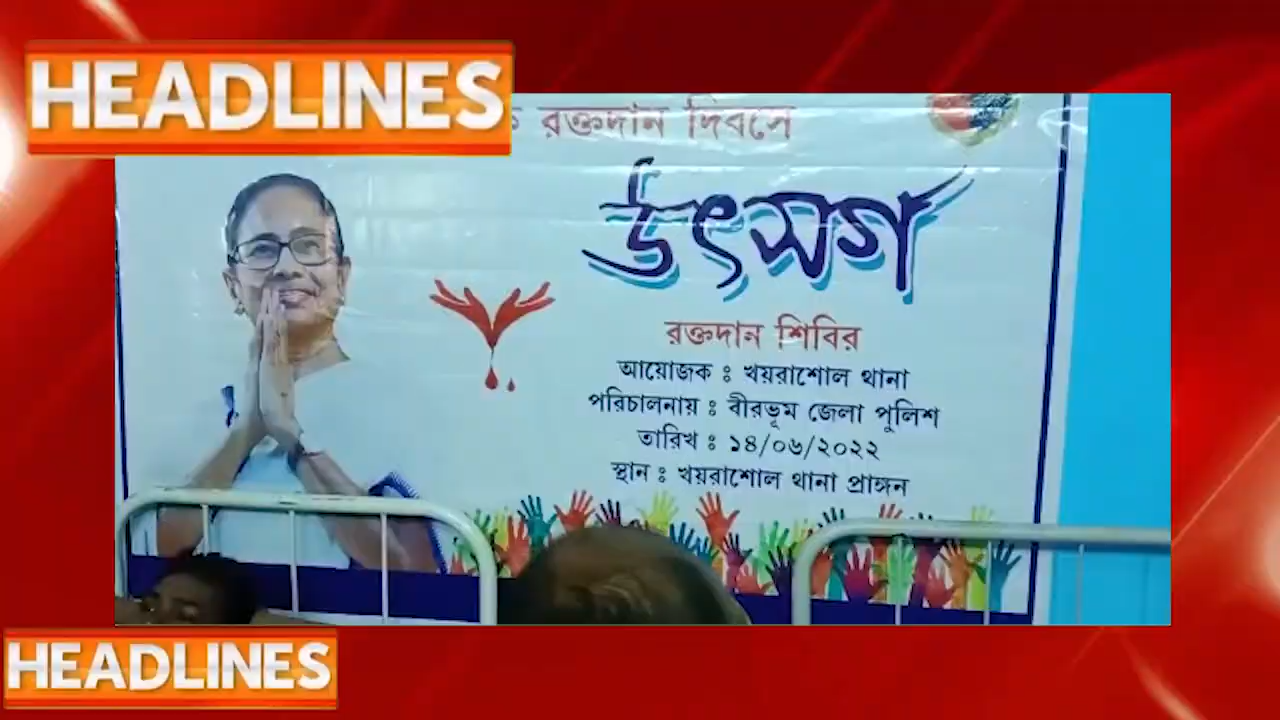 HEADLINES
রক্তদান দিবসে
উৎসর্গ
রক্তদান শিবির
আয়োজক ঃ খয়রাশোল থানা
পরিচালনায় ঃ বীরভূম জেলা পুলিশ
তারিখ ঃ ১৪/০৬/২০২২
স্থান ঃ খয়রাশোল থানা প্রাঙ্গন
HEADLINES